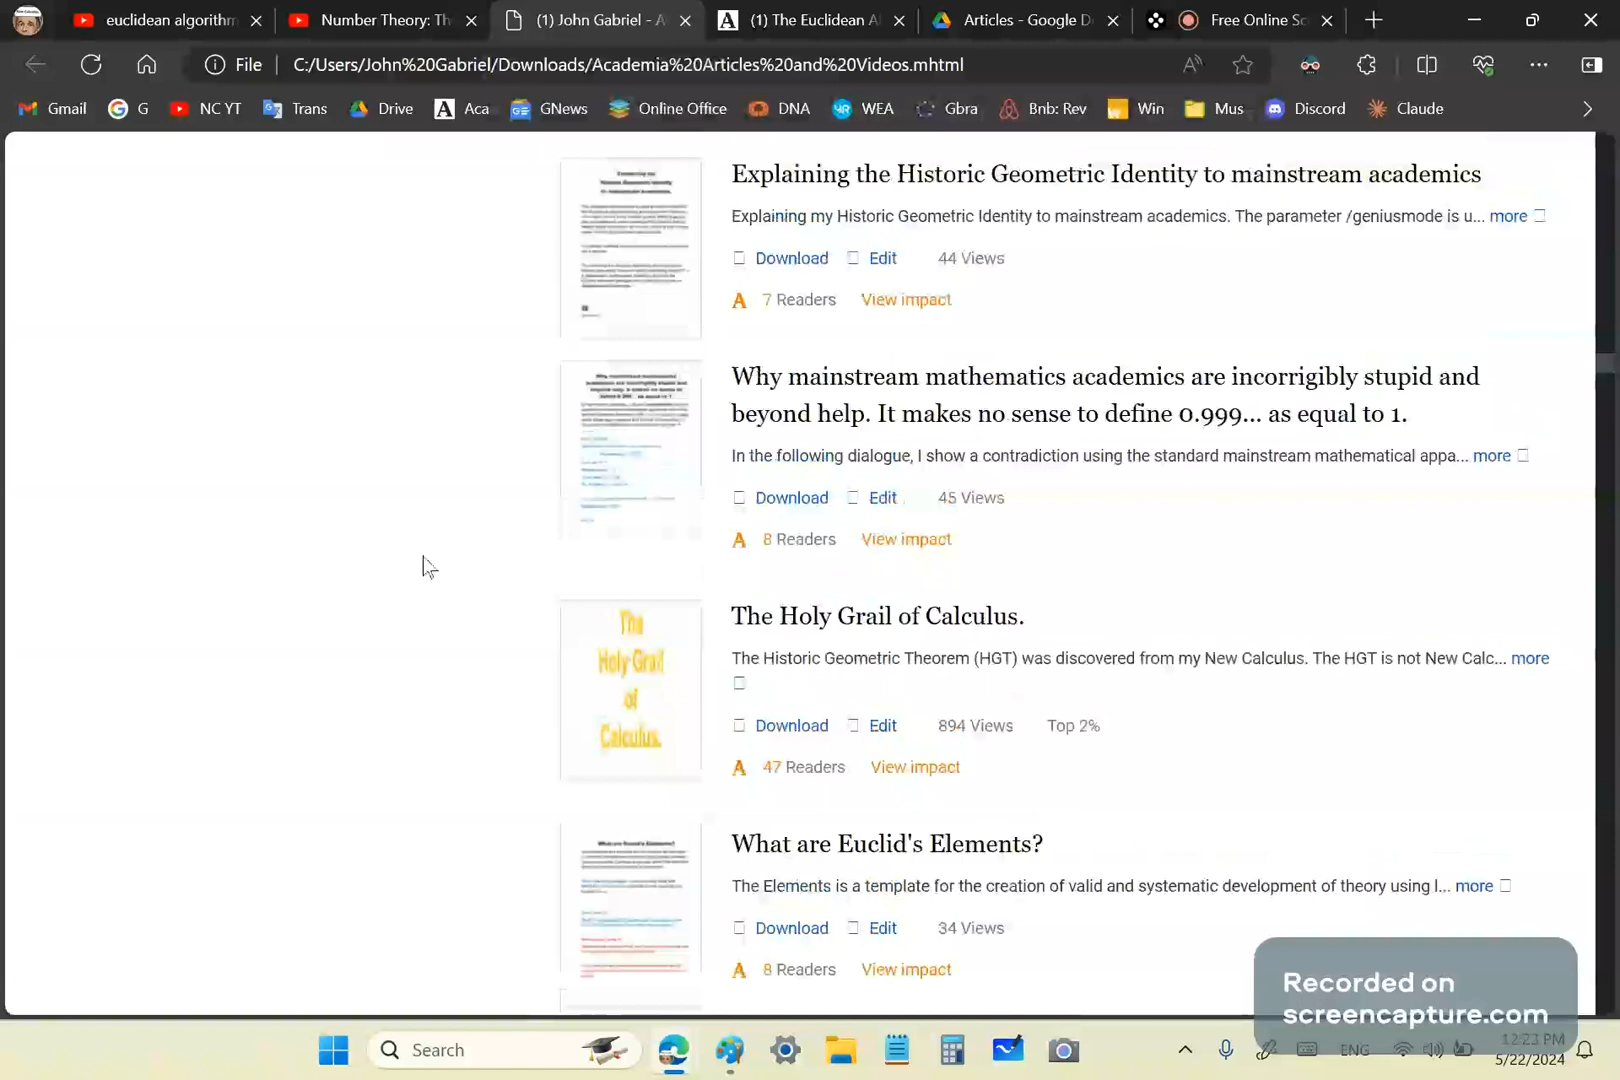 euclidean algorithm
Number Theory: Th
(1) John Gabriel - A
(1) The Euclidean A
Articles - Google D
Free Online Sc
File
C:/Users/John%20Gabriel/Downloads/Academia%20Articles%20and%20Videos.mhtml
Gmail
G
NC YT
Trans
Drive
Aca
GNews
Online Office
DNA
WEA
Gbra
Bnb: Rev
Win
Mus
Discord
Claude
Explaining the Historic Geometric Identity to mainstream academics
Explaining my Historic Geometric Identity to mainstream academics. The parameter /geniusmode is u... more
Download Edit 44 Views
7 Readers View impact
Why mainstream mathematics academics are incorrigibly stupid and
beyond help. It makes no sense to define 0.999... as equal to 1.
In the following dialogue, I show a contradiction using the standard mainstream mathematical appa... more
Download Edit 45 Views
8 Readers View impact
The
Holy Grail
of
Calculus.
The Holy Grail of Calculus.
The Historic Geometric Theorem (HGT) was discovered from my New Calculus. The HGT is not New Calc... more
Download Edit 894 Views Top 2%
47 Readers View impact
What are Euclid's Elements?
What are Euclid's Elements?
The Elements is a template for the creation of valid and systematic development of theory using l... more
Download Edit 34 Views
8 Readers View impact
Recorded on
screencapture.com
Search
ENG
12:23 PM
5/22/2024